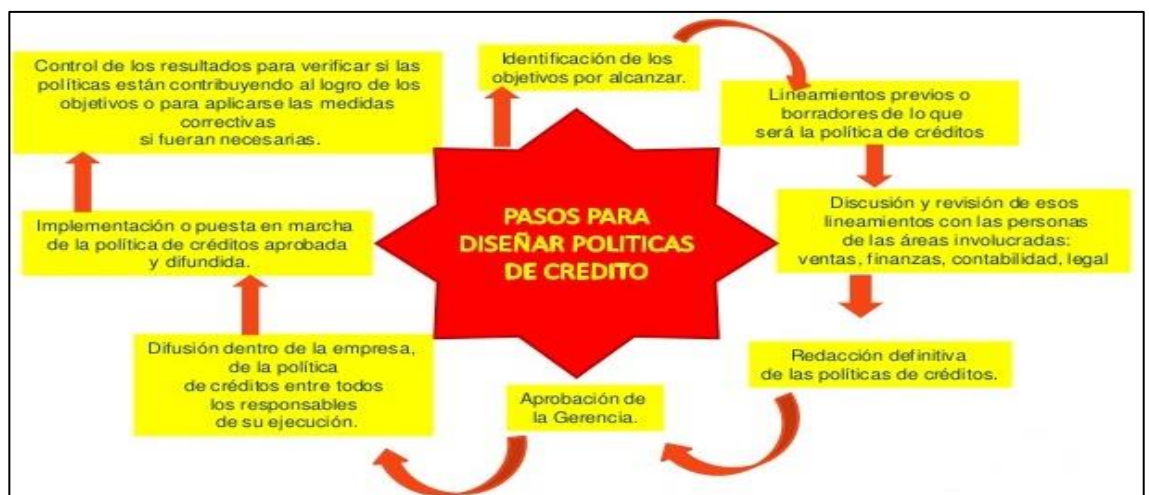 PASOS PARA
DISEÑAR POLITICAS
DE CREDITO
Identificación de los
objetivos por alcanzar.
Lineamientos previos o
borradores de lo que
será la política de créditos
Discusión y revisión de esos
lineamientos con las personas
de las áreas involucradas:
ventas, finanzas, contabilidad, legal
Redacción definitiva
de las políticas de créditos.
Aprobación de
la Gerencia.
Difusión dentro de la empresa,
de la política
de créditos entre todos
los responsables
de su ejecución.
Implementación o puesta en marcha
de la política de créditos aprobada
y difundida.
Control de los resultados para verificar si las
políticas están contribuyendo al logro de los
objetivos o para aplicarse las medidas
correctivas
si fueran necesarias.